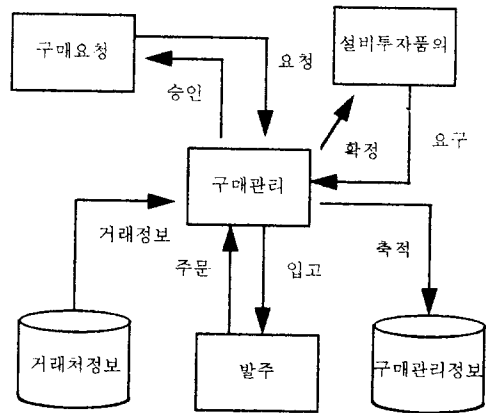 구매요청
설비투자품의
요청
승인
확정
요구
구매관리
거래정보
주문
입고
축적
거래처정보
발주
구매관리정보